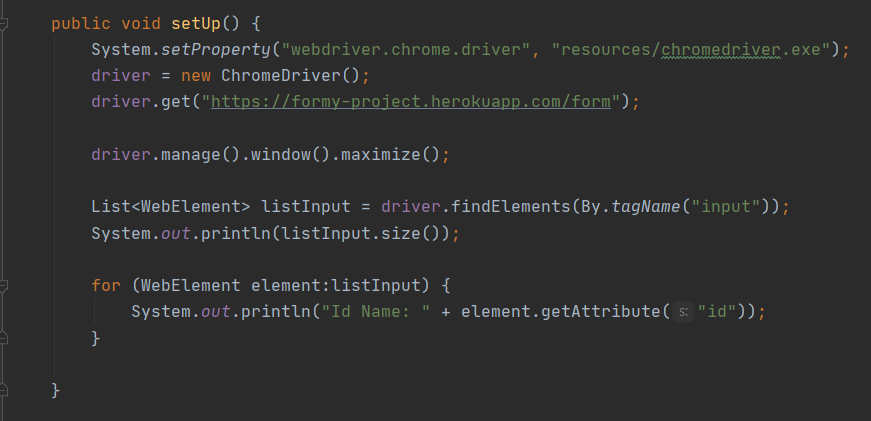 public void setUp() {
System.setProperty("webdriver.chrome.driver", "resources/chromedriver.exe");
driver = new ChromeDriver();
driver.get("https://formy-project.herokuapp.com/form");
driver.manage().window().maximize();
List<WebElement> listInput = driver.findElements(By.tagName("input"));
System.out.println(listInput.size());
for (WebElement element:listInput) {
System.out.println("Id Name: " + element.getAttribute( s: "id"));
}
}